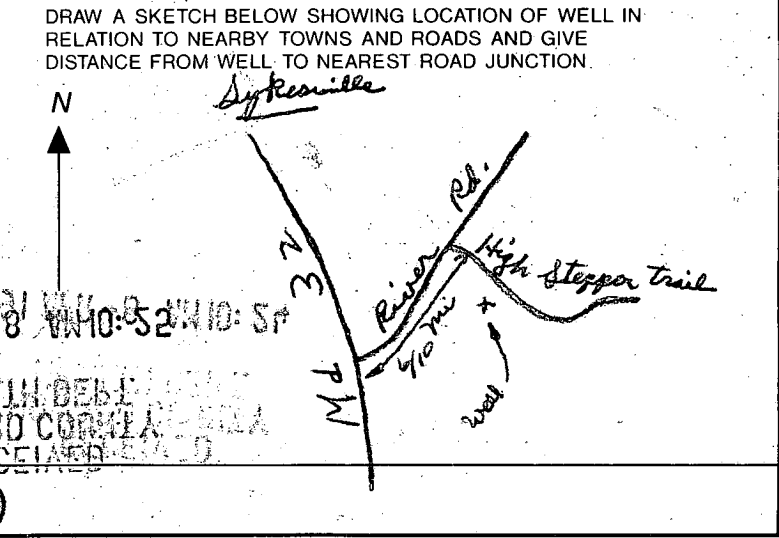 DRAW A SKETCH BELOW SHOWING LOCATION OF WELL IN
RELATION TO NEARBY TOWNS AND ROADS AND GIVE
DISTANCE FROM WELL TO NEAREST ROAD JUNCTION.
Sykesville
N
River Rd.
High Stepper Trail
Md 32
6/10 mi
Well